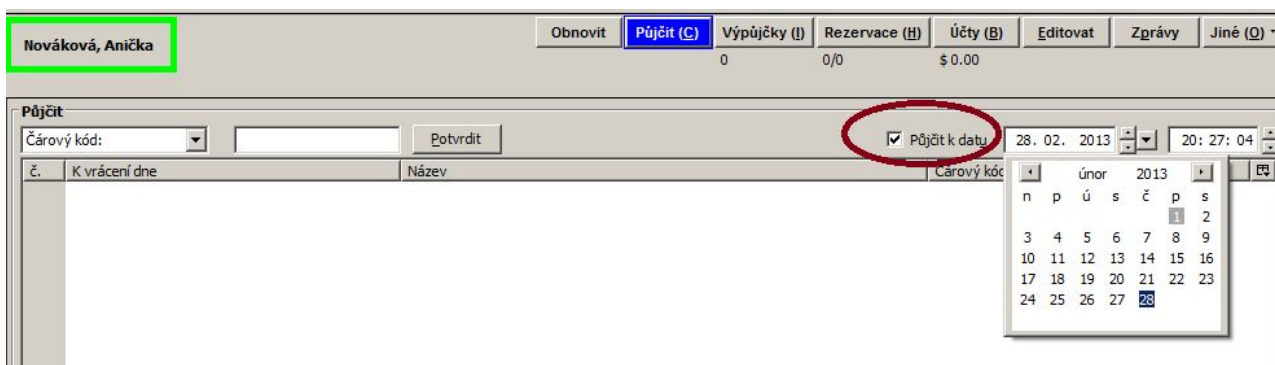 Nováková, Anička
Obnovit Půjčit (C) Výpůjčky (I) Rezervace (H) Účty (B) Editovat Zprávy Jiné (O)
0 0/0 $ 0.00
Půjčit
Čárový kód: Potvrdit Půjčit k datu 28. 02. 2013 20: 27: 04
č. K vrácení dne Název Čárový kód
únor 2013
n p ú s č p s
1 2
3 4 5 6 7 8 9
10 11 12 13 14 15 16
17 18 19 20 21 22 23
24 25 26 27 28